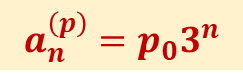 a_n^{(p)} = p_0 3^n